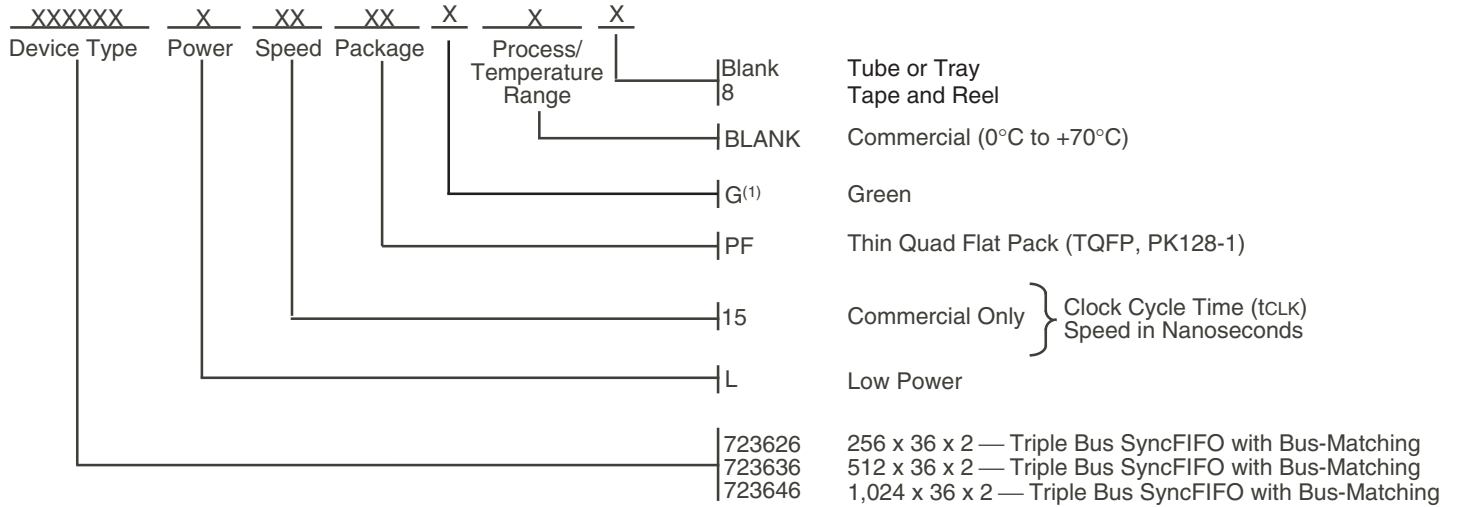 XXXXXX X XX XX X X X
Device Type Power Speed Package Process/
Temperature
Range
Blank Tube or Tray
8 Tape and Reel
BLANK Commercial (0°C to +70°C)
G(1) Green
PF Thin Quad Flat Pack (TQFP, PK128-1)
15 Commercial Only Clock Cycle Time (tCLK)
Speed in Nanoseconds
L Low Power
723626 256 x 36 x 2 — Triple Bus SyncFIFO with Bus-Matching
723636 512 x 36 x 2 — Triple Bus SyncFIFO with Bus-Matching
723646 1,024 x 36 x 2 — Triple Bus SyncFIFO with Bus-Matching